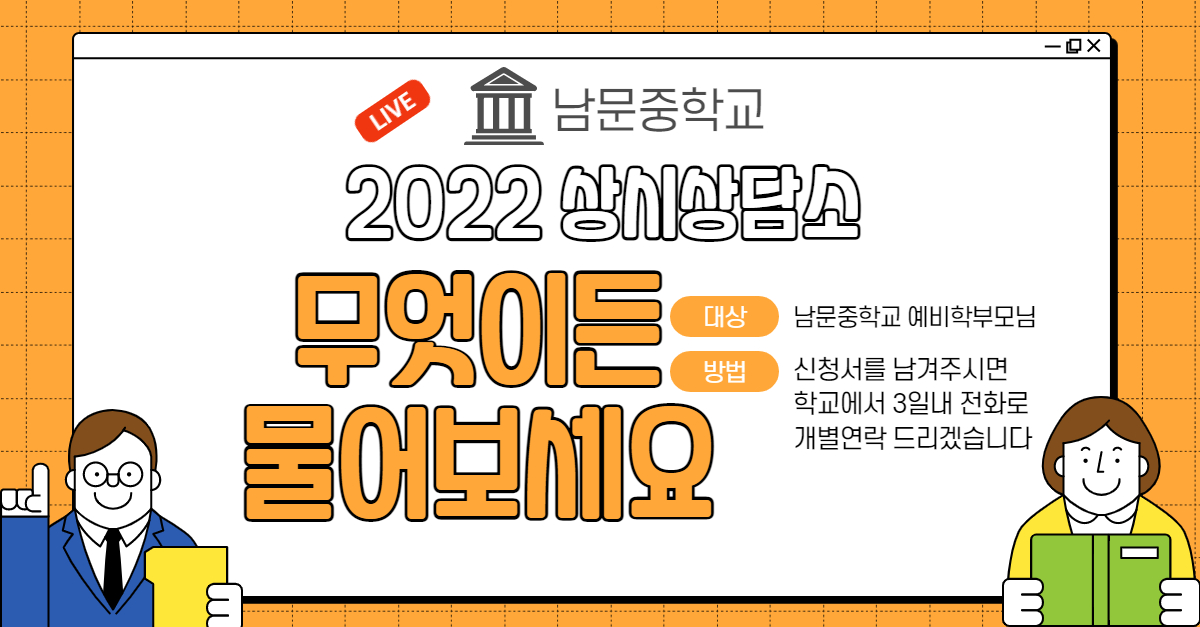 LIVE
남문중학교
2022 상시상담소
무엇이든
물어보세요
대상
남문중학교 예비학부모님
방법
신청서를 남겨주시면
학교에서 3일내 전화로
개별연락 드리겠습니다